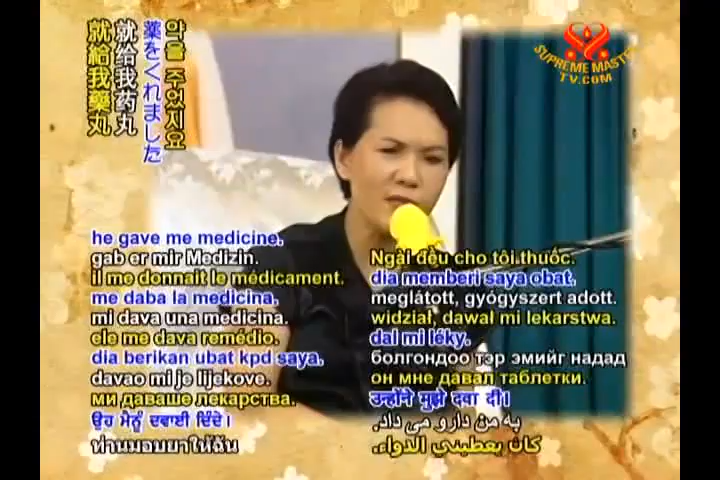 약을 주었지요
薬をくれました
就给我药丸
就給我藥丸
SUPREME MASTER
TV.COM
he gave me medicine.
gab er mir Medizin.
il me donnait le médicament.
me daba la medicina.
mi dava una medicina.
ele me dava remédio.
dia berikan ubat kpd saya.
davao mi je lijekove.
ми даваше лекарства.
ਉਹ ਮੈਨੂੰ ਦਵਾਈ ਦਿੰਦੇ।
ท่านมอบยาให้ฉัน
Ngài đều cho tôi thuốc.
dia memberi saya obat.
meglátott, gyógyszert adott.
widział, dawał mi lekarstwa.
dal mi léky.
болгондоо тэр эмийг надад
он мне давал таблетки.
उन्होंने मुझे दवा दी।
به من دارو می داد.
كان يعطيني الدواء.